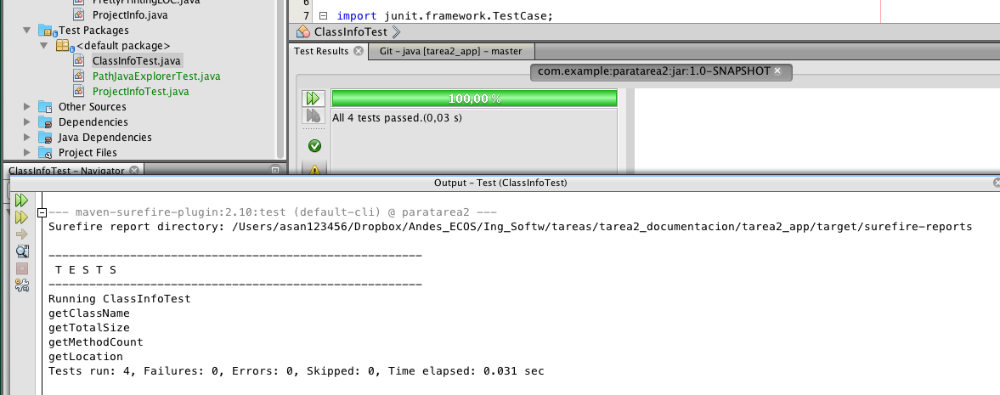 PrettyPrintingLOC.java
ProjectInfo.java
Test Packages
<default package>
ClassInfoTest.java
PathJavaExplorerTest.java
ProjectInfoTest.java
Other Sources
Dependencies
Java Dependencies
Project Files
6
7 import junit.framework.TestCase;
ClassInfoTest
Test Results
Git - java [tarea2_app] - master
com.example:paratarea2:jar:1.0-SNAPSHOT
100,00 %
All 4 tests passed.(0,03 s)
ClassInfoTest - Navigator
Output - Test (ClassInfoTest)
--- maven-surefire-plugin:2.10:test (default-cli) @ paratarea2 ---
Surefire report directory: /Users/asan123456/Dropbox/Andes_ECOS/Ing_Softw/tareas/tarea2_documentacion/tarea2_app/target/surefire-reports
-------------------------------------------------------
T E S T S
-------------------------------------------------------
Running ClassInfoTest
getClassName
getTotalSize
getMethodCount
getLocation
Tests run: 4, Failures: 0, Errors: 0, Skipped: 0, Time elapsed: 0.031 sec